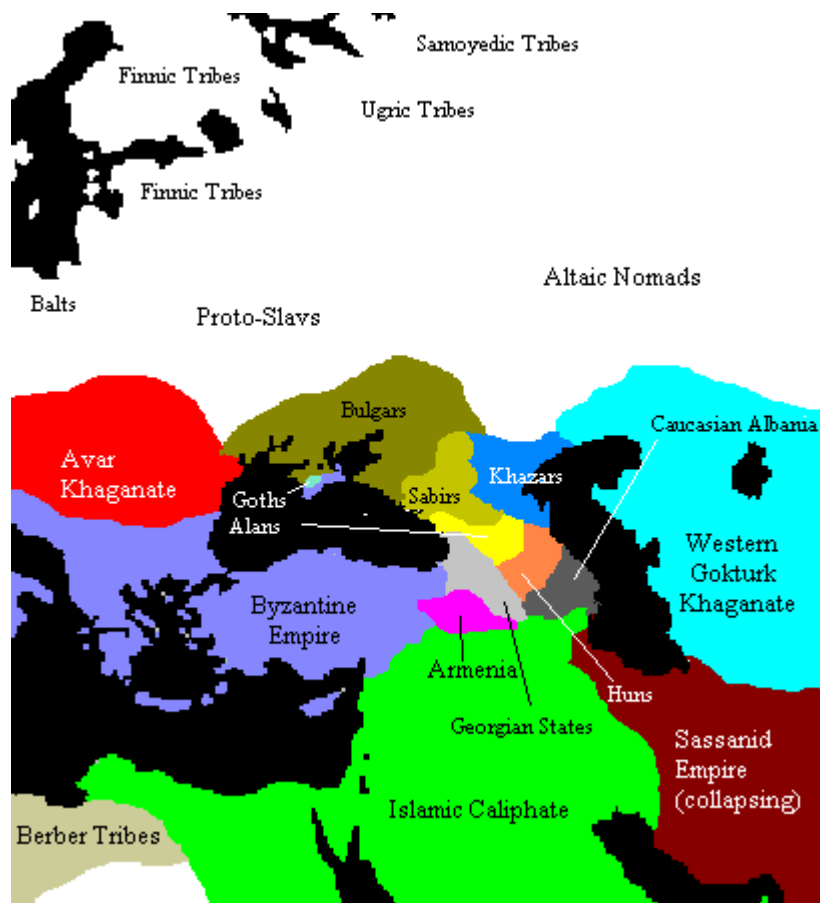 Samoyedic Tribes
Finnic Tribes
Ugric Tribes
Finnic Tribes
Altaic Nomads
Balts
Proto-Slavs
Bulgars
Caucasian Albania
Avar
Khaganate
Khazars
Goths
Sabirs
Alans
Western
Gokturk
Khaganate
Byzantine
Empire
Armenia
Huns
Georgian States
Sassanid
Empire
(collapsing)
Islamic Caliphate
Berber Tribes